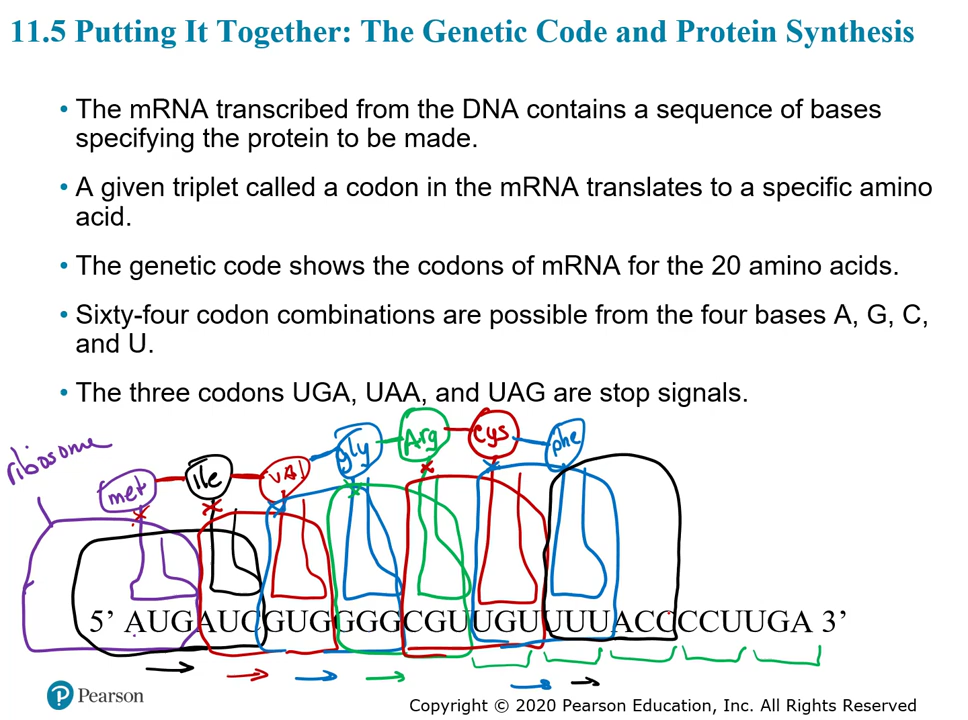 11.5 Putting It Together: The Genetic Code and Protein Synthesis
• The mRNA transcribed from the DNA contains a sequence of bases
specifying the protein to be made.
• A given triplet called a codon in the mRNA translates to a specific amino
acid.
• The genetic code shows the codons of mRNA for the 20 amino acids.
• Sixty-four codon combinations are possible from the four bases A, G, C,
and U.
• The three codons UGA, UAA, and UAG are stop signals.
ribosome
met ile val gly Arg cys phe
5’ AUGAUCGUGGGGCGUUGUUUUACCCCUUGA 3’
P Pearson
Copyright © 2020 Pearson Education, Inc. All Rights Reserved